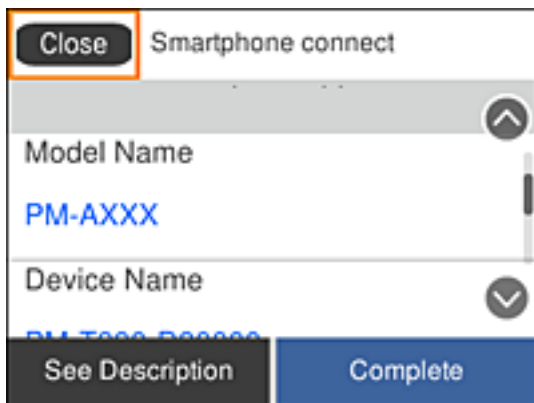 Close
Smartphone connect
Model Name
PM-AXXX
Device Name
See Description
Complete